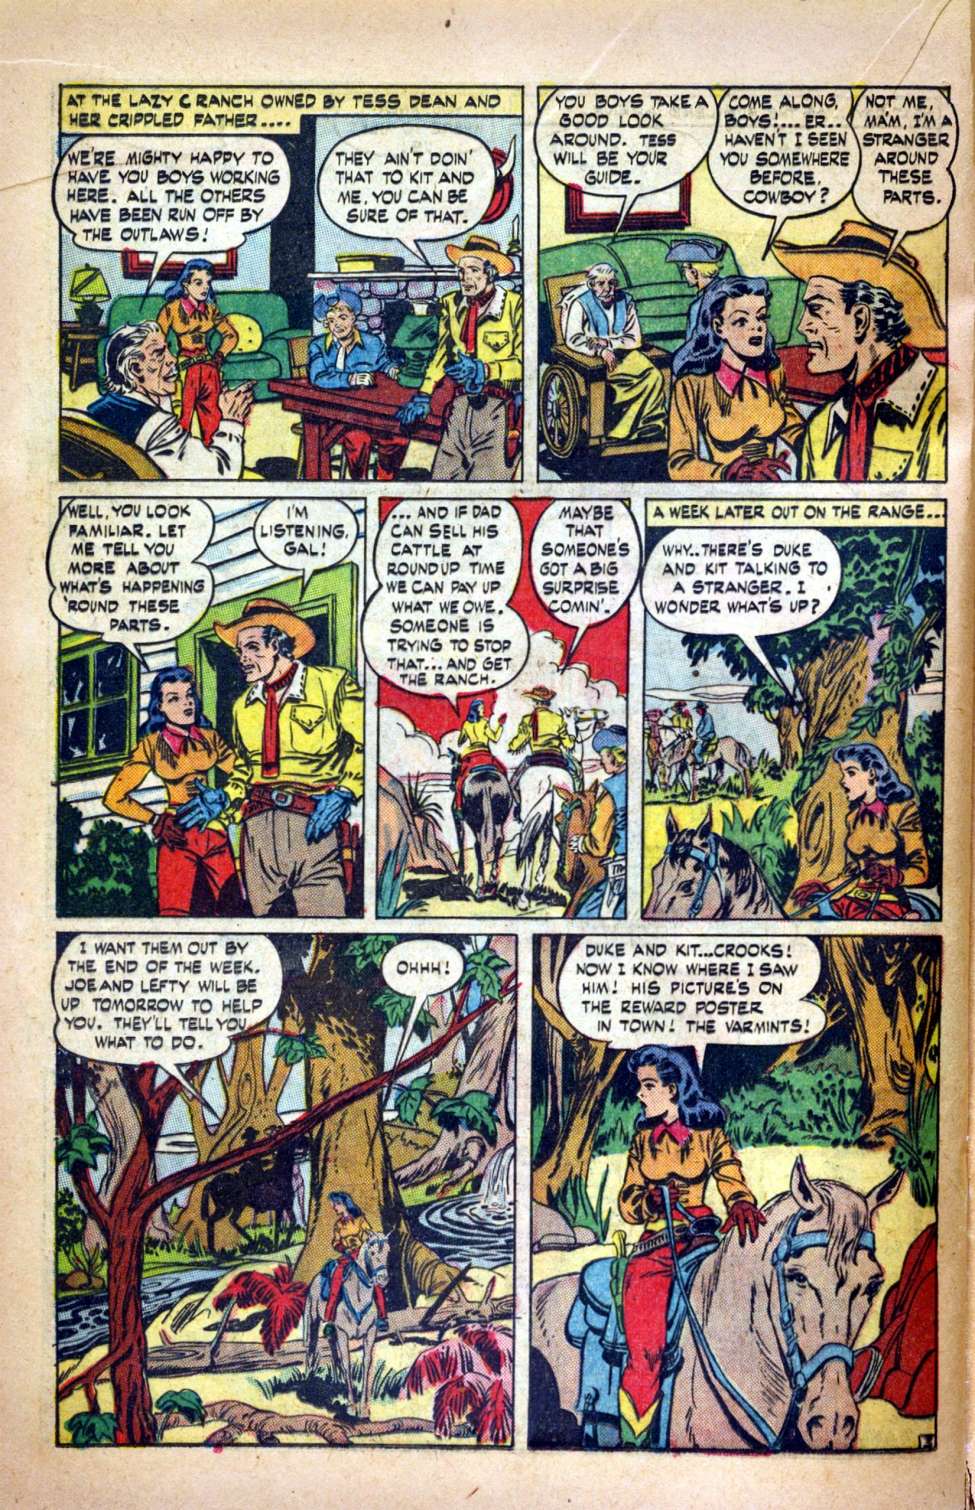 AT THE LAZY C RANCH OWNED BY TESS DEAN AND
HER CRIPPLED FATHER....
WE'RE MIGHTY HAPPY TO
HAVE YOU BOYS WORKING
HERE. ALL THE OTHERS
HAVE BEEN RUN OFF BY
THE OUTLAWS!
THEY AIN'T DOIN'
THAT TO KIT AND
ME, YOU CAN BE
SURE OF THAT.
YOU BOYS TAKE A
GOOD LOOK
AROUND. TESS
WILL BE YOUR
GUIDE.
COME ALONG,
BOYS!...ER..
HAVEN'T I SEEN
YOU SOMEWHERE
BEFORE,
COWBOY?
NOT ME,
MA'M, I'M A
STRANGER
AROUND
THESE
PARTS.
WELL, YOU LOOK
FAMILIAR. LET
ME TELL YOU
MORE ABOUT
WHAT'S HAPPENING
'ROUND THESE
PARTS.
I'M
LISTENING,
GAL!
... AND IF DAD
CAN SELL HIS
CATTLE AT
ROUNDUP TIME
WE CAN PAY UP
WHAT WE OWE.
SOMEONE IS
TRYING TO STOP
THAT... AND GET
THE RANCH.
MAYBE
THAT
SOMEONE'S
GOT A BIG
SURPRISE
COMIN'.
A WEEK LATER OUT ON THE RANGE...
WHY..THERE'S DUKE
AND KIT TALKING TO
A STRANGER. I
WONDER WHAT'S UP?
I WANT THEM OUT BY
THE END OF THE WEEK.
JOE AND LEFTY WILL BE
UP TOMORROW TO HELP
YOU. THEY'LL TELL YOU
WHAT TO DO.
OHHH!
DUKE AND KIT...CROOKS!
NOW I KNOW WHERE I SAW
HIM! HIS PICTURE'S ON
THE REWARD POSTER
IN TOWN! THE VARMINTS!
3